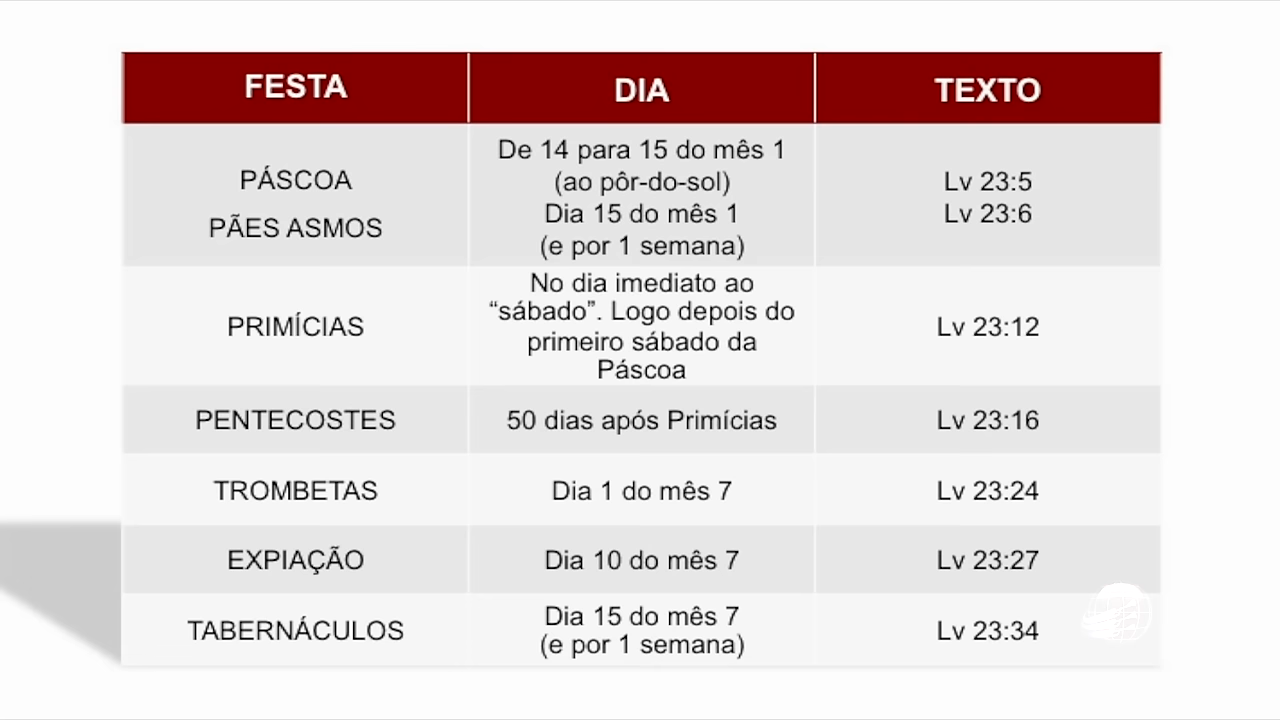 FESTA DIA TEXTO
PÁSCOA
PÃES ASMOS
De 14 para 15 do mês 1
(ao pôr-do-sol)
Dia 15 do mês 1
(e por 1 semana)
Lv 23:5
Lv 23:6
PRIMÍCIAS
No dia imediato ao
“sábado”. Logo depois do
primeiro sábado da
Páscoa
Lv 23:12
PENTECOSTES 50 dias após Primícias Lv 23:16
TROMBETAS Dia 1 do mês 7 Lv 23:24
EXPIAÇÃO Dia 10 do mês 7 Lv 23:27
TABERNÁCULOS
Dia 15 do mês 7
(e por 1 semana)
Lv 23:34